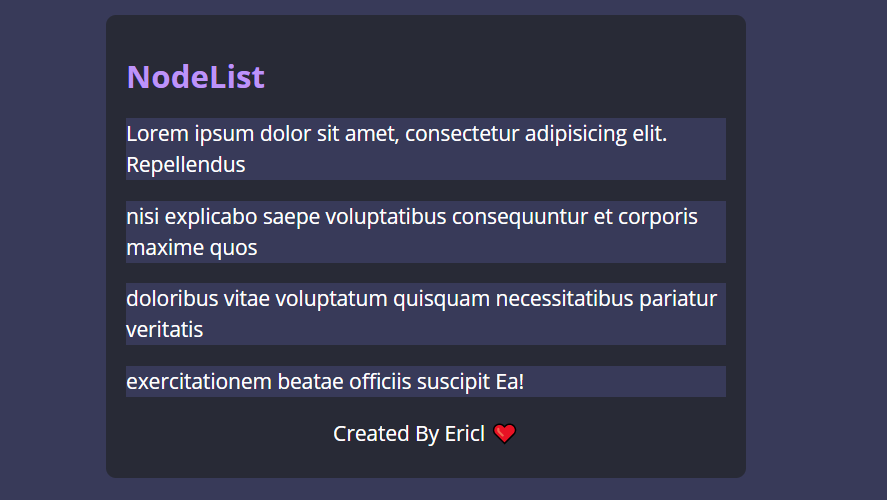 NodeList
Lorem ipsum dolor sit amet, consectetur adipisicing elit.
Repellendus
nisi explicabo saepe voluptatibus consequuntur et corporis
maxime quos
doloribus vitae voluptatum quisquam necessitatibus pariatur
veritatis
exercitationem beatae officiis suscipit Ea!
Created By Ericl ❤️